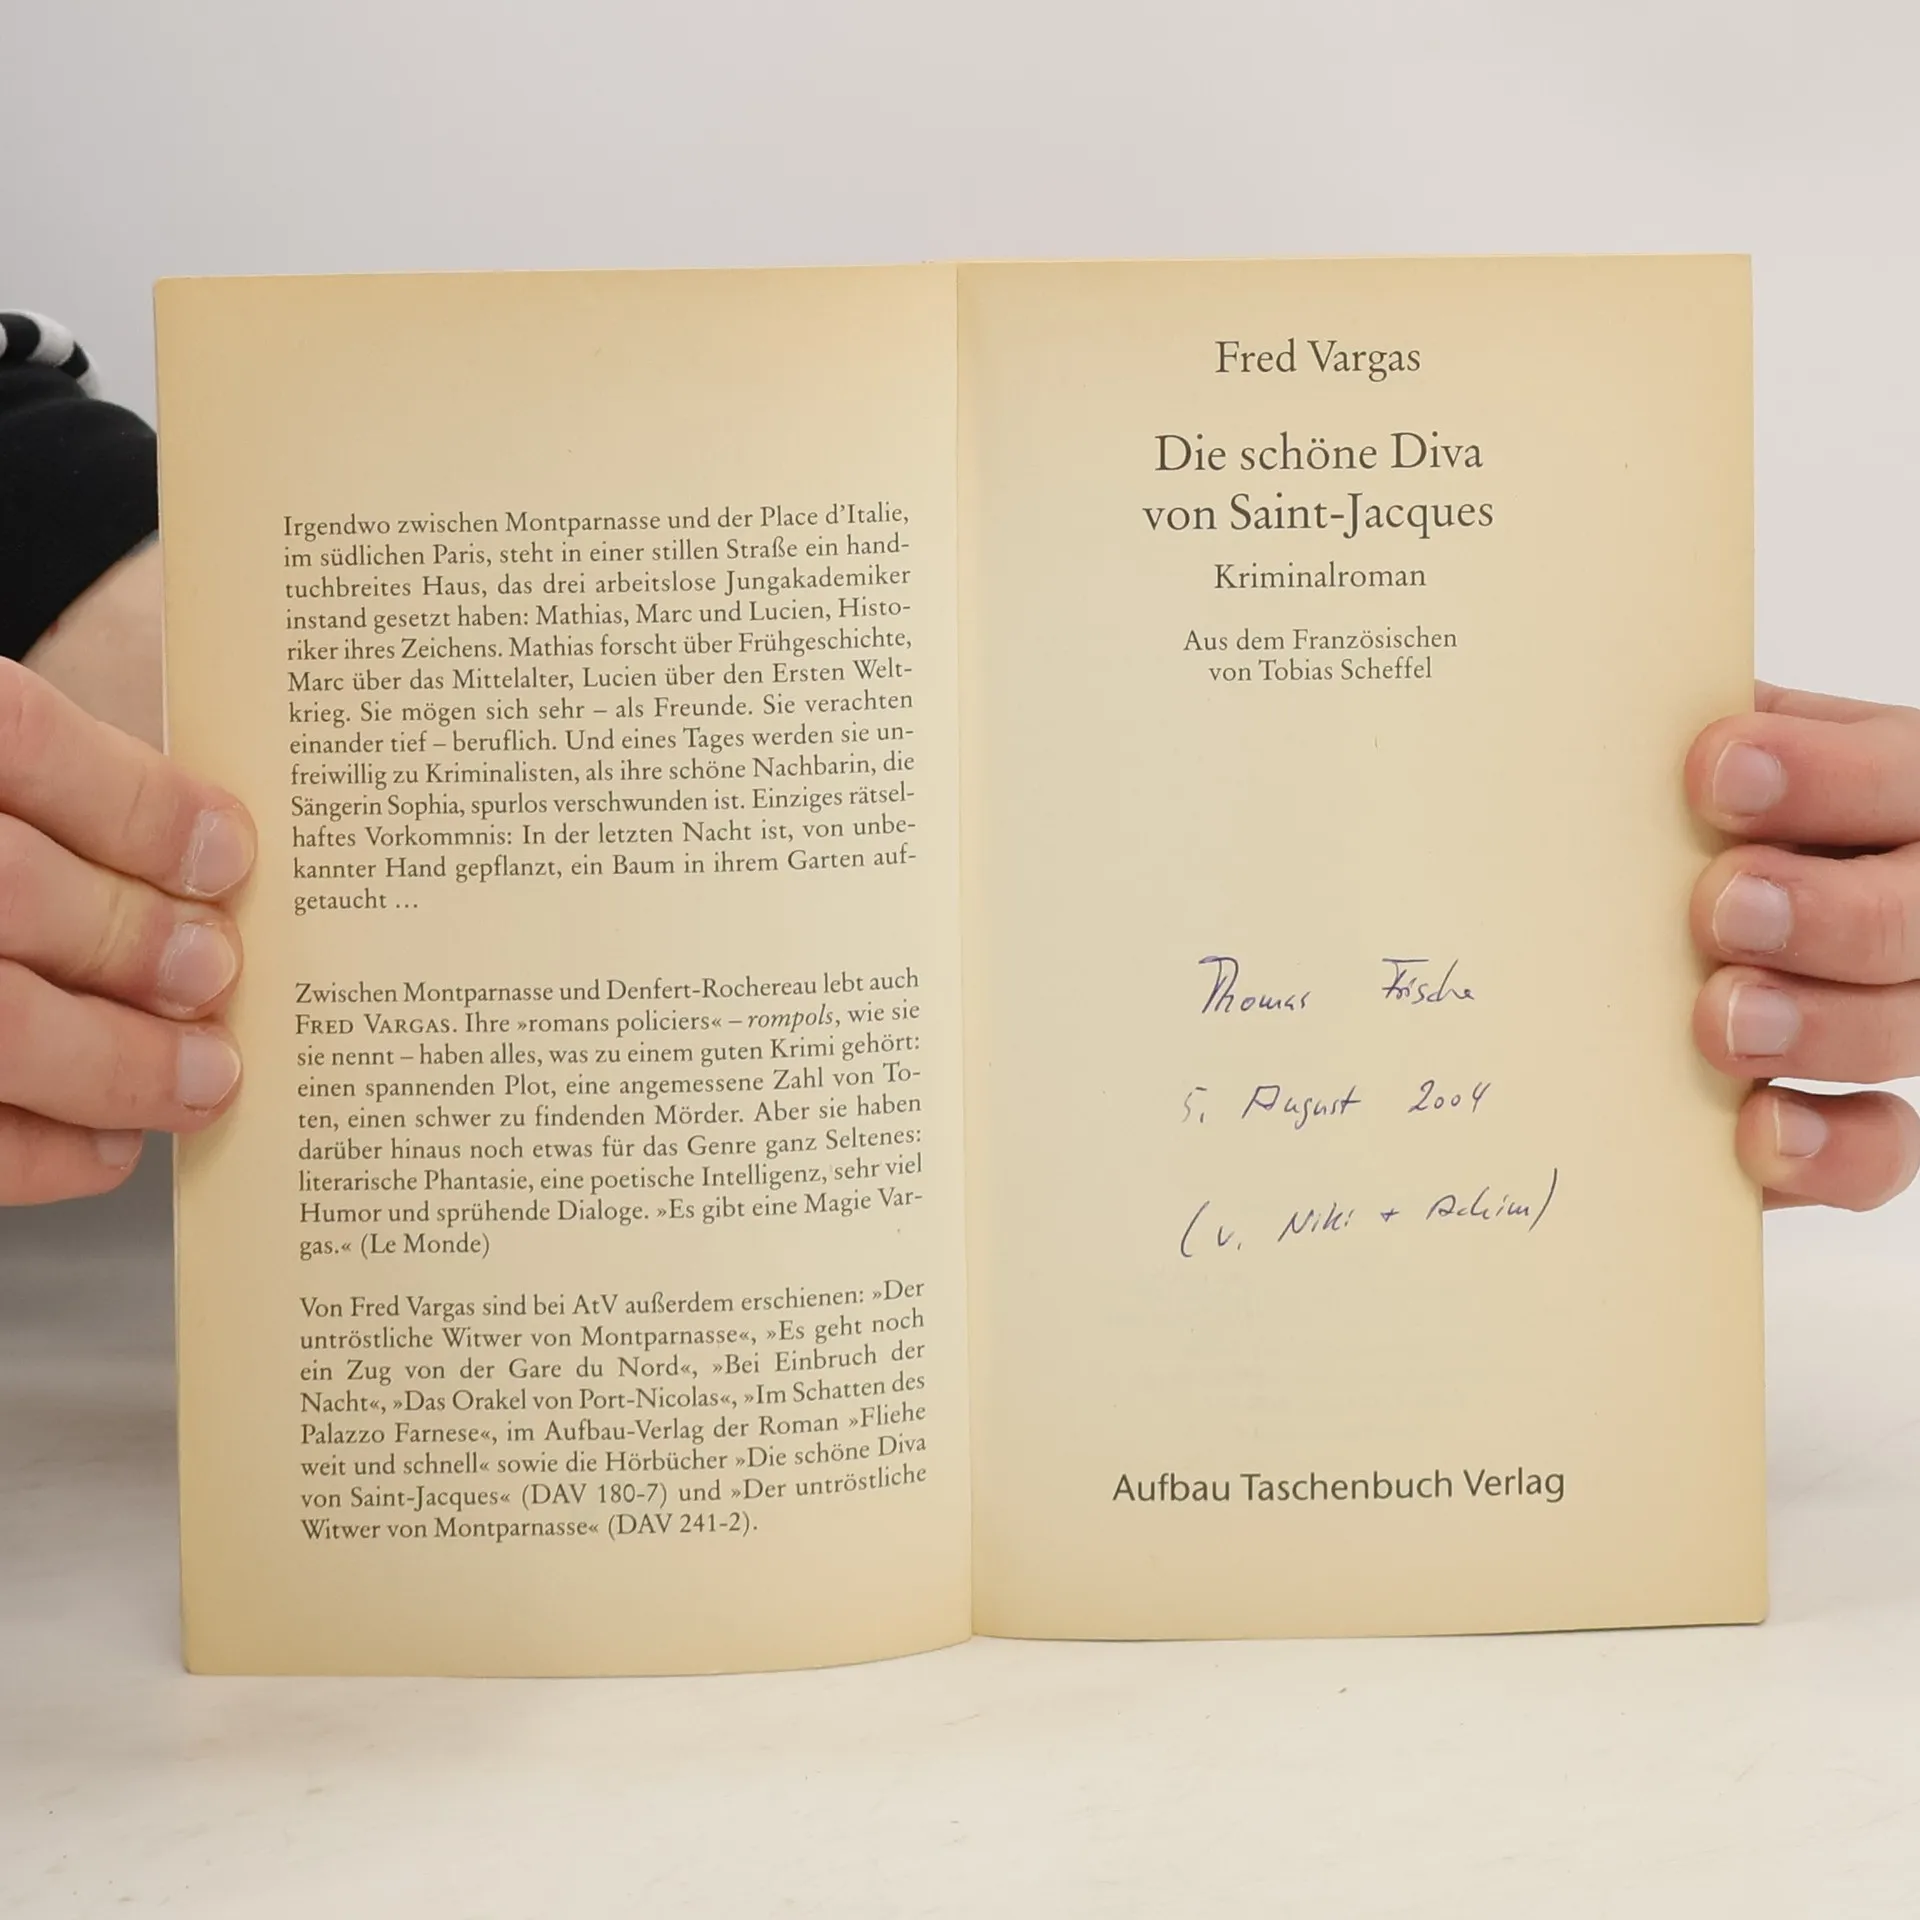 Irgendwo zwischen Montparnasse und der Place d’Italie,
im südlichen Paris, steht in einer stillen Straße ein hand-
tuchbreites Haus, das drei arbeitslose Jungakademiker
instand gesetzt haben: Mathias, Marc und Lucien, Histo-
riker ihres Zeichens. Mathias forscht über Frühgeschichte,
Marc über das Mittelalter, Lucien über den Ersten Welt-
krieg. Sie mögen sich sehr – als Freunde. Sie verachten
einander tief – beruflich. Und eines Tages werden sie un-
freiwillig zu Kriminalisten, als ihre schöne Nachbarin, die
Sängerin Sophia, spurlos verschwunden ist. Einziges rätsel-
haftes Vorkommnis: In der letzten Nacht ist, von unbe-
kannter Hand gepflanzt, ein Baum in ihrem Garten auf-
getaucht ...
Zwischen Montparnasse und Denfert-Rochereau lebt auch
FRED VARGAS. Ihre »romans policiers« – rompols, wie sie
sie nennt – haben alles, was zu einem guten Krimi gehört:
einen spannenden Plot, eine angemessene Zahl von To-
ten, einen schwer zu findenden Mörder. Aber sie haben
darüber hinaus noch etwas für das Genre ganz Seltenes:
literarische Phantasie, eine poetische Intelligenz, sehr viel
Humor und sprühende Dialoge. »Es gibt eine Magie Var-
gas.« (Le Monde)
Von Fred Vargas sind bei AtV außerdem erschienen: »Der
untröstliche Witwer von Montparnasse«, »Es geht noch
ein Zug von der Gare du Nord«, »Bei Einbruch der
Nacht«, »Das Orakel von Port-Nicolas«, »Im Schatten des
Palazzo Farnese«, im Aufbau-Verlag der Roman »Fliehe
weit und schnell« sowie die Hörbücher »Die schöne Diva
von Saint-Jacques« (DAV 180-7) und »Der untröstliche
Witwer von Montparnasse« (DAV 241-2).
Fred Vargas
Die schöne Diva
von Saint-Jacques
Kriminalroman
Aus dem Französischen
von Tobias Scheffel
Thomas Frische
5. August 2004
(v. Niki + Achim)
Aufbau Taschenbuch Verlag